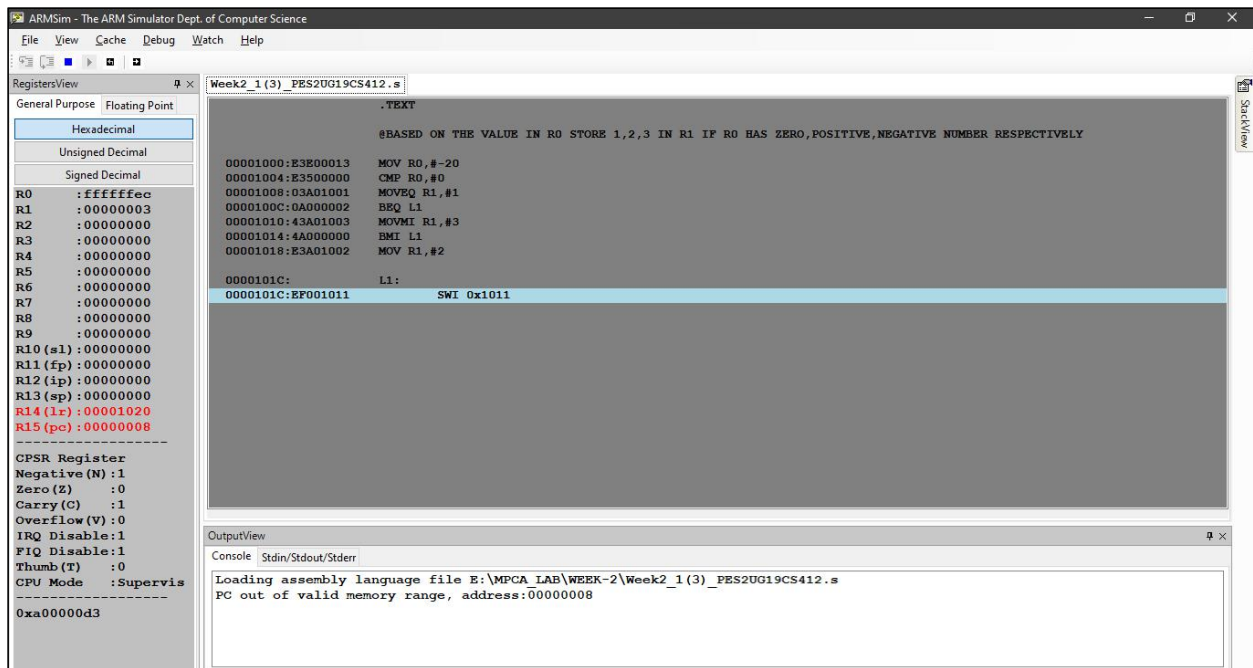 ARMSim - The ARM Simulator Dept. of Computer Science
File View Cache Debug Watch Help
RegistersView
General Purpose Floating Point
Hexadecimal
Unsigned Decimal
Signed Decimal
R0 :ffffffec
R1 :00000003
R2 :00000000
R3 :00000000
R4 :00000000
R5 :00000000
R6 :00000000
R7 :00000000
R8 :00000000
R9 :00000000
R10(sl):00000000
R11(fp):00000000
R12(ip):00000000
R13(sp):00000000
R14(lr):00001020
R15(pc):00000008
-------------------
CPSR Register
Negative(N):1
Zero(Z) :0
Carry(C) :1
Overflow(V):0
IRQ Disable:1
FIQ Disable:1
Thumb(T) :0
CPU Mode :Supervis
-------------------
0xa00000d3
Week2_1(3)_PES2UG19CS412.s
.TEXT
@BASED ON THE VALUE IN R0 STORE 1,2,3 IN R1 IF R0 HAS ZERO,POSITIVE,NEGATIVE NUMBER RESPECTIVELY
00001000:E3E00013 MOV R0,#-20
00001004:E3500000 CMP R0,#0
00001008:03A01001 MOVEQ R1,#1
0000100C:0A000002 BEQ L1
00001010:43A01003 MOVMI R1,#3
00001014:4A000000 BMI L1
00001018:E3A01002 MOV R1,#2
0000101C: L1:
0000101C:EF001011 SWI 0x1011
OutputView
Console Stdin/Stdout/Stderr
Loading assembly language file E:\MPCA LAB\WEEK-2\Week2_1(3)_PES2UG19CS412.s
PC out of valid memory range, address:00000008
StackView